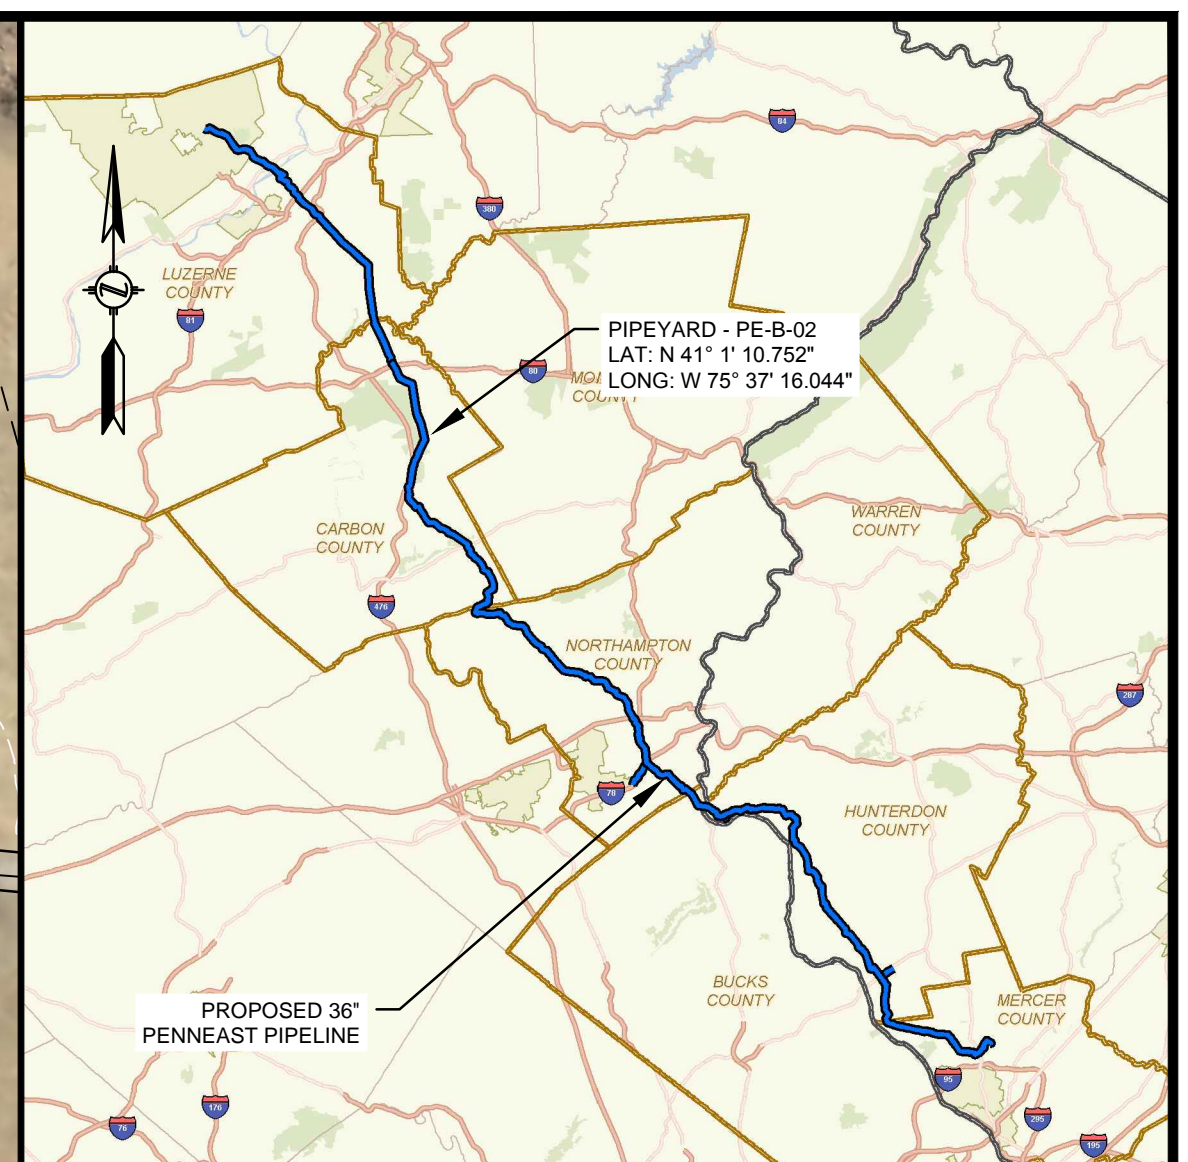 84
380
LUZERNE
COUNTY
81
PIPEYARD - PE-B-02
LAT: N 41° 1' 10.752"
LONG: W 75° 37' 16.044"
80
COUNTY
WARREN
COUNTY
CARBON
COUNTY
476
NORTHAMPTON
COUNTY
287
78
HUNTERDON
COUNTY
BUCKS
COUNTY
MERCER
COUNTY
PROPOSED 36"
PENNEAST PIPELINE
95
176
295
76
195
N